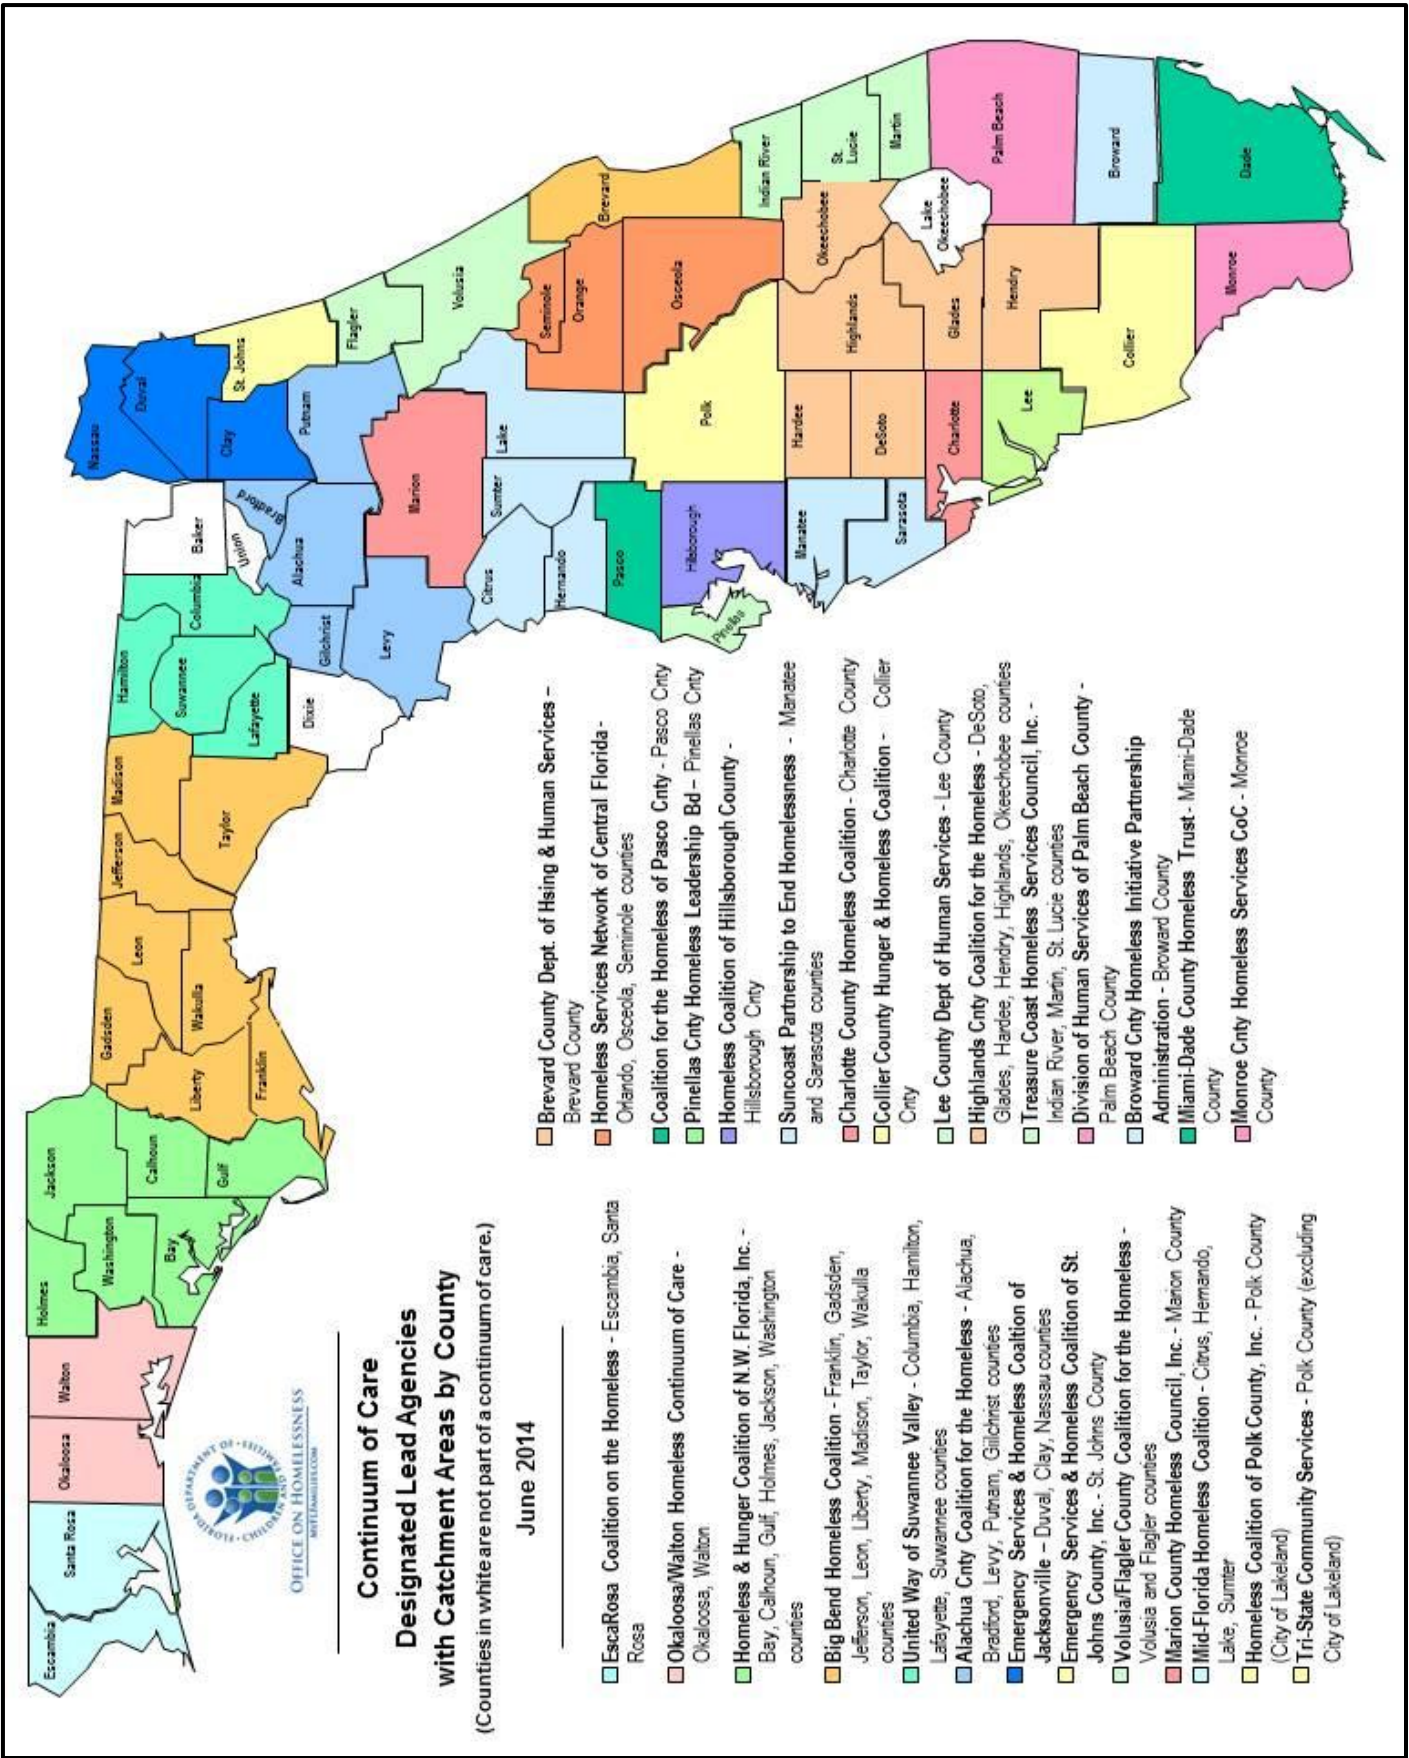 Continuum of Care
Designated Lead Agencies
with Catchment Areas by County
(Counties in white are not part of a continuum of care.)
June 2014
FLORIDA DEPARTMENT OF
CHILDREN AND FAMILIES
OFFICE ON HOMELESSNESS
MYFLFAMILIES.COM
EscaRosa Coalition on the Homeless - Escambia, Santa
Rosa
Okaloosa/Walton Homeless Continuum of Care -
Okaloosa, Walton
Homeless & Hunger Coalition of N.W. Florida, Inc. -
Bay, Calhoun, Gulf, Holmes, Jackson, Washington
counties
Big Bend Homeless Coalition - Franklin, Gadsden,
Jefferson, Leon, Liberty, Madison, Taylor, Wakulla
counties
United Way of Suwannee Valley - Columbia, Hamilton,
Lafayette, Suwannee counties
Alachua Cnty Coalition for the Homeless - Alachua,
Bradford, Levy, Putnam, Gilchrist counties
Emergency Services & Homeless Coaltion of
Jacksonville – Duval, Clay, Nassau counties
Emergency Services & Homeless Coalition of St.
Johns County, Inc. - St. Johns County
Volusia/Flagler County Coalition for the Homeless -
Volusia and Flagler counties
Marion County Homeless Council, Inc. - Marion County
Mid-Florida Homeless Coalition - Citrus, Hernando,
Lake, Sumter
Homeless Coalition of Polk County, Inc. - Polk County
(City of Lakeland)
Tri-State Community Services - Polk County (excluding
City of Lakeland)
Brevard County Dept. of Hsing & Human Services –
Brevard County
Homeless Services Network of Central Florida -
Orlando, Osceola, Seminole counties
Coalition for the Homeless of Pasco Cnty - Pasco Cnty
Pinellas Cnty Homeless Leadership Bd – Pinellas Cnty
Homeless Coalition of Hillsborough County -
Hillsborough Cnty
Suncoast Partnership to End Homelessness - Manatee
and Sarasota counties
Charlotte County Homeless Coalition - Charlotte County
Collier County Hunger & Homeless Coalition - Collier
Cnty
Lee County Dept of Human Services - Lee County
Highlands Cnty Coalition for the Homeless - DeSoto,
Glades, Hardee, Hendry, Highlands, Okeechobee counties
Treasure Coast Homeless Services Council, Inc. -
Indian River, Martin, St. Lucie counties
Division of Human Services of Palm Beach County -
Palm Beach County
Broward Cnty Homeless Initiative Partnership
Administration - Broward County
Miami-Dade County Homeless Trust - Miami-Dade
County
Monroe Cnty Homeless Services CoC - Monroe
County
Escambia
Santa Rosa
Okaloosa
Walton
Holmes
Washington
Jackson
Bay
Calhoun
Gulf
Gadsden
Liberty
Franklin
Leon
Wakulla
Jefferson
Madison
Taylor
Hamilton
Suwannee
Lafayette
Columbia
Dixie
Baker
Union
Bradford
Alachua
Gilchrist
Levy
Nassau
Duval
Clay
St. Johns
Putnam
Flagler
Volusia
Marion
Citrus
Sumter
Lake
Hernando
Pasco
Pinellas
Hillsborough
Polk
Seminole
Orange
Osceola
Brevard
Indian River
Okeechobee
St.
Lucie
Martin
Lake
Okeechobee
Manatee
Hardee
Highlands
Sarasota
DeSoto
Charlotte
Glades
Lee
Hendry
Palm Beach
Broward
Collier
Dade
Monroe